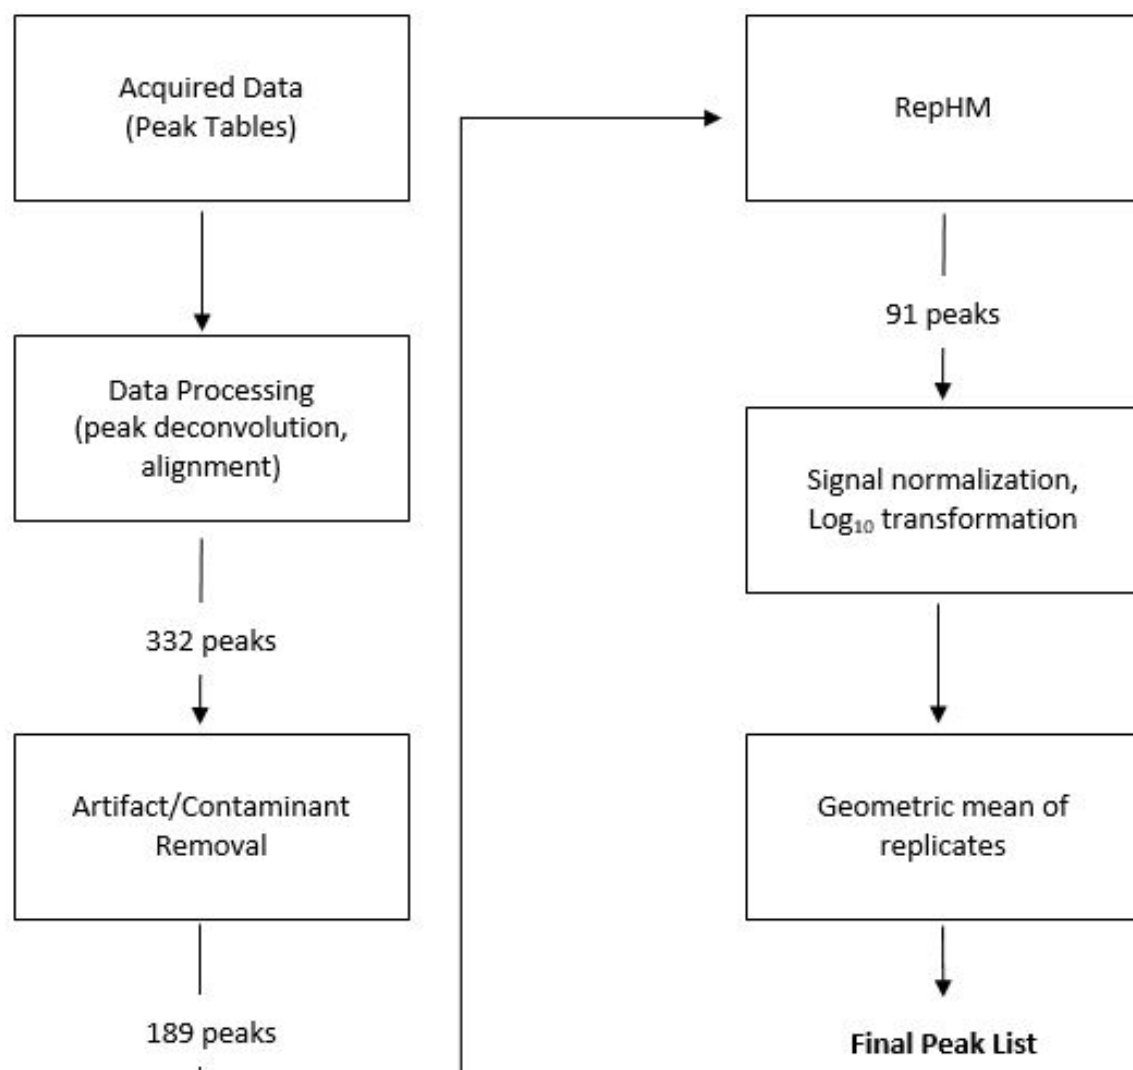 Acquired Data
(Peak Tables)
Data Processing
(peak deconvolution,
alignment)
332 peaks
Artifact/Contaminant
Removal
189 peaks
RepHM
91 peaks
Signal normalization,
Log₁₀ transformation
Geometric mean of
replicates
Final Peak List